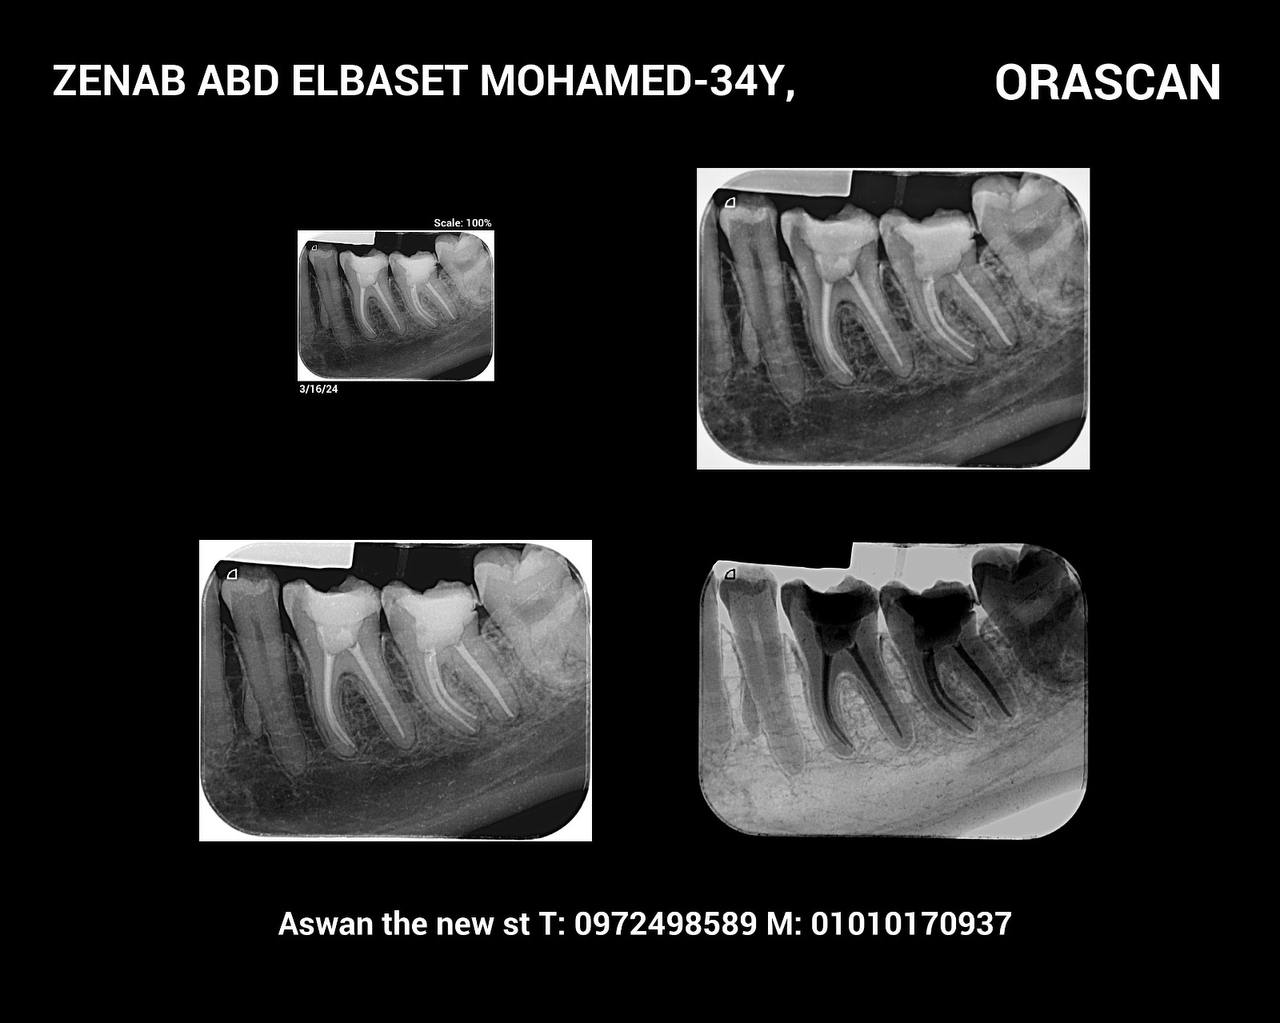 ZENAB ABD ELBASET MOHAMED-34Y,
ORASCAN
Scale: 100%
3/16/24
Aswan the new st T: 0972498589 M: 01010170937